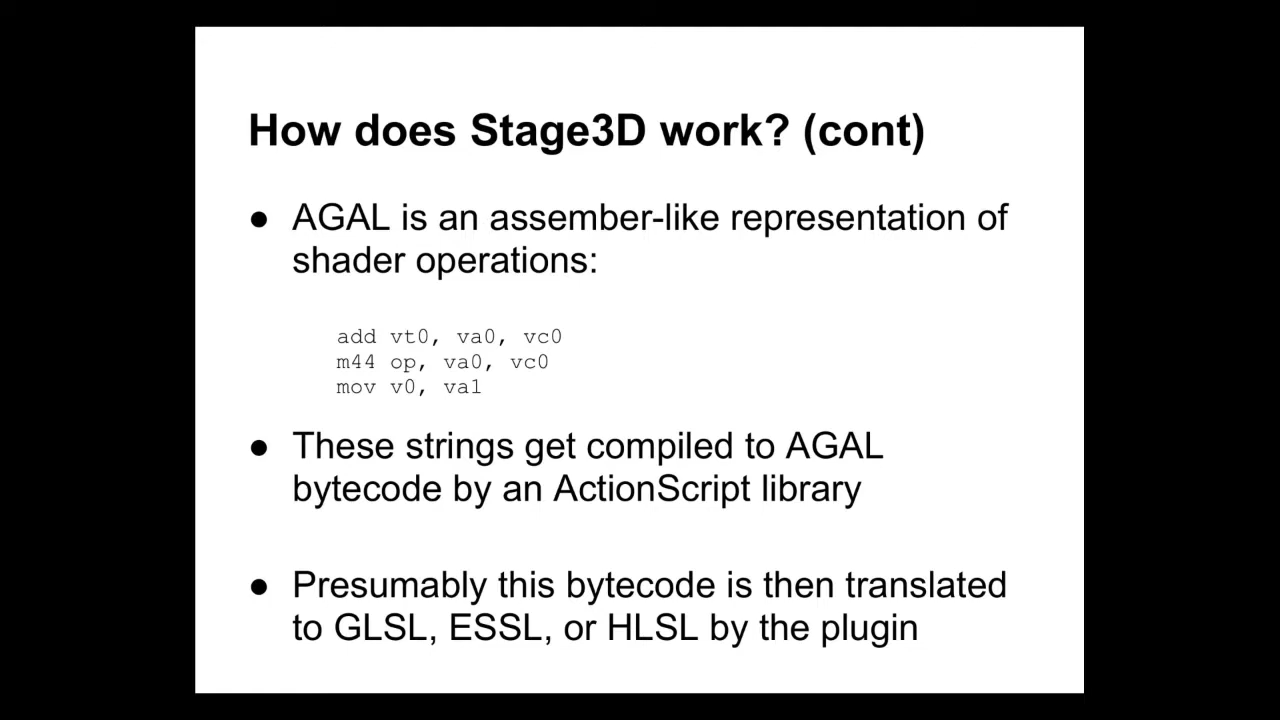 How does Stage3D work? (cont)
● AGAL is an assember-like representation of
shader operations:
add vt0, va0, vc0
m44 op, va0, vc0
mov v0, va1
● These strings get compiled to AGAL
bytecode by an ActionScript library
● Presumably this bytecode is then translated
to GLSL, ESSL, or HLSL by the plugin